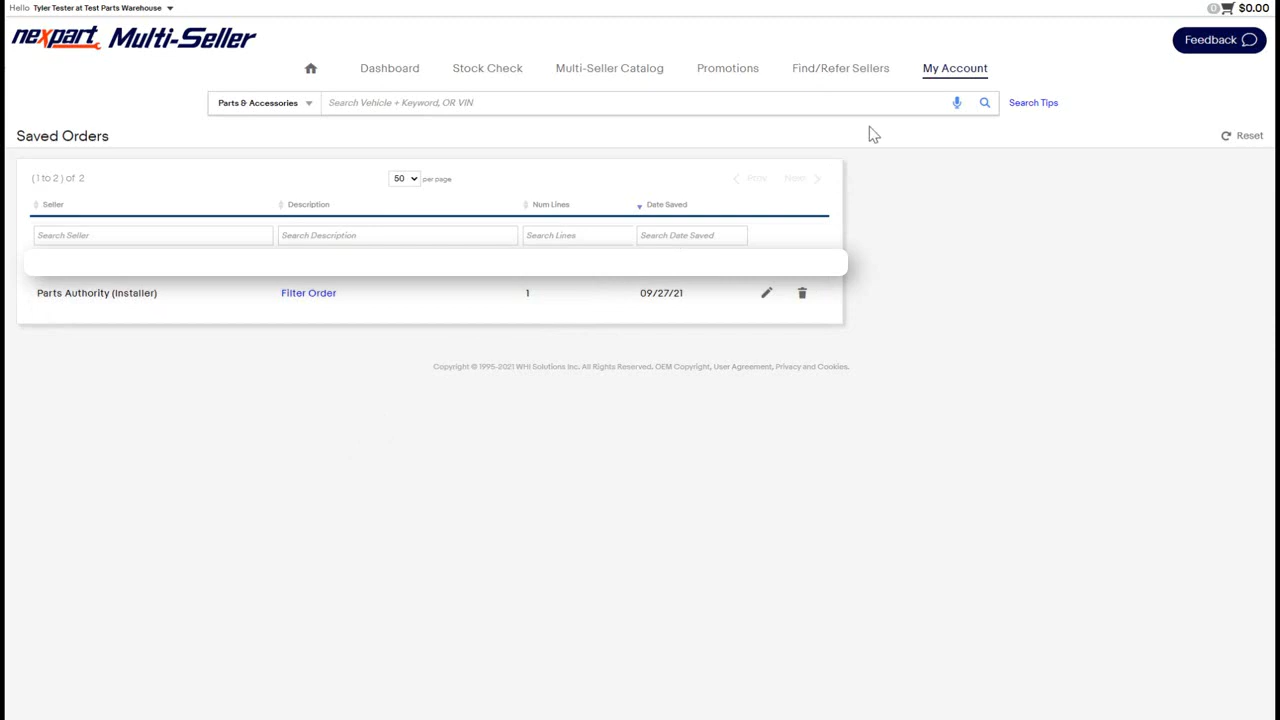 Hello Tyler Tester at Test Parts Warehouse
0 $0.00
nexpart Multi-Seller
Feedback
Dashboard Stock Check Multi-Seller Catalog Promotions Find/Refer Sellers My Account
Parts & Accessories Search Vehicle + Keyword, OR VIN Search Tips
Saved Orders Reset
(1 to 2 ) of 2 50 per page Prev Next
Seller Description Num Lines Date Saved
Search Seller Search Description Search Lines Search Date Saved
Parts Authority (Installer) Filter Order 1 09/27/21
Copyright © 1995-2021 WHI Solutions Inc. All Rights Reserved. OEM Copyright, User Agreement, Privacy and Cookies.